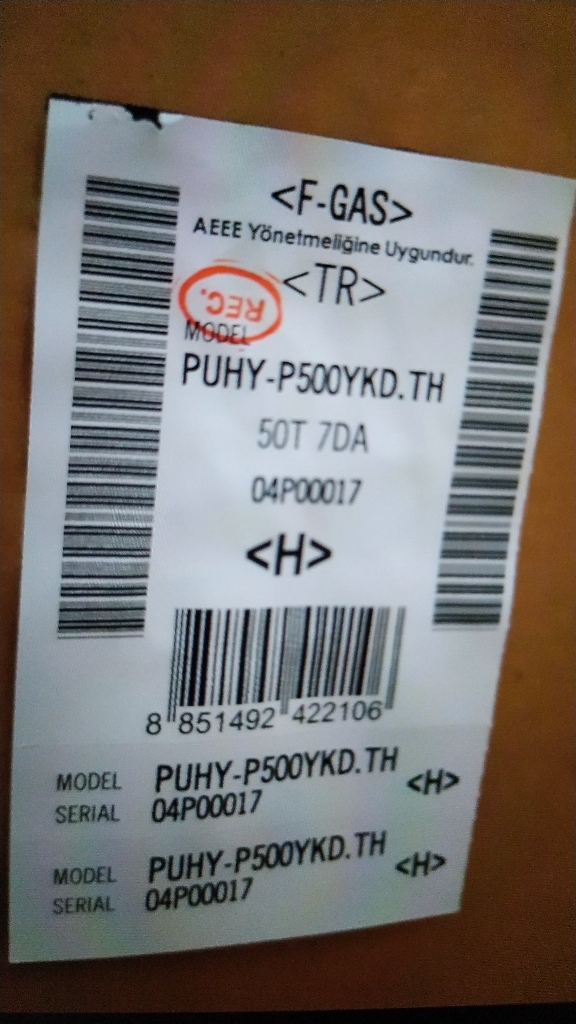 <F-GAS>
AEEE Yönetmeliğine Uygundur.
<TR>
REC.
MODEL
PUHY-P500YKD.TH
50T 7DA
04P00017
<H>
8 851492 422106
MODEL PUHY-P500YKD.TH <H>
SERIAL 04P00017
MODEL PUHY-P500YKD.TH <H>
SERIAL 04P00017